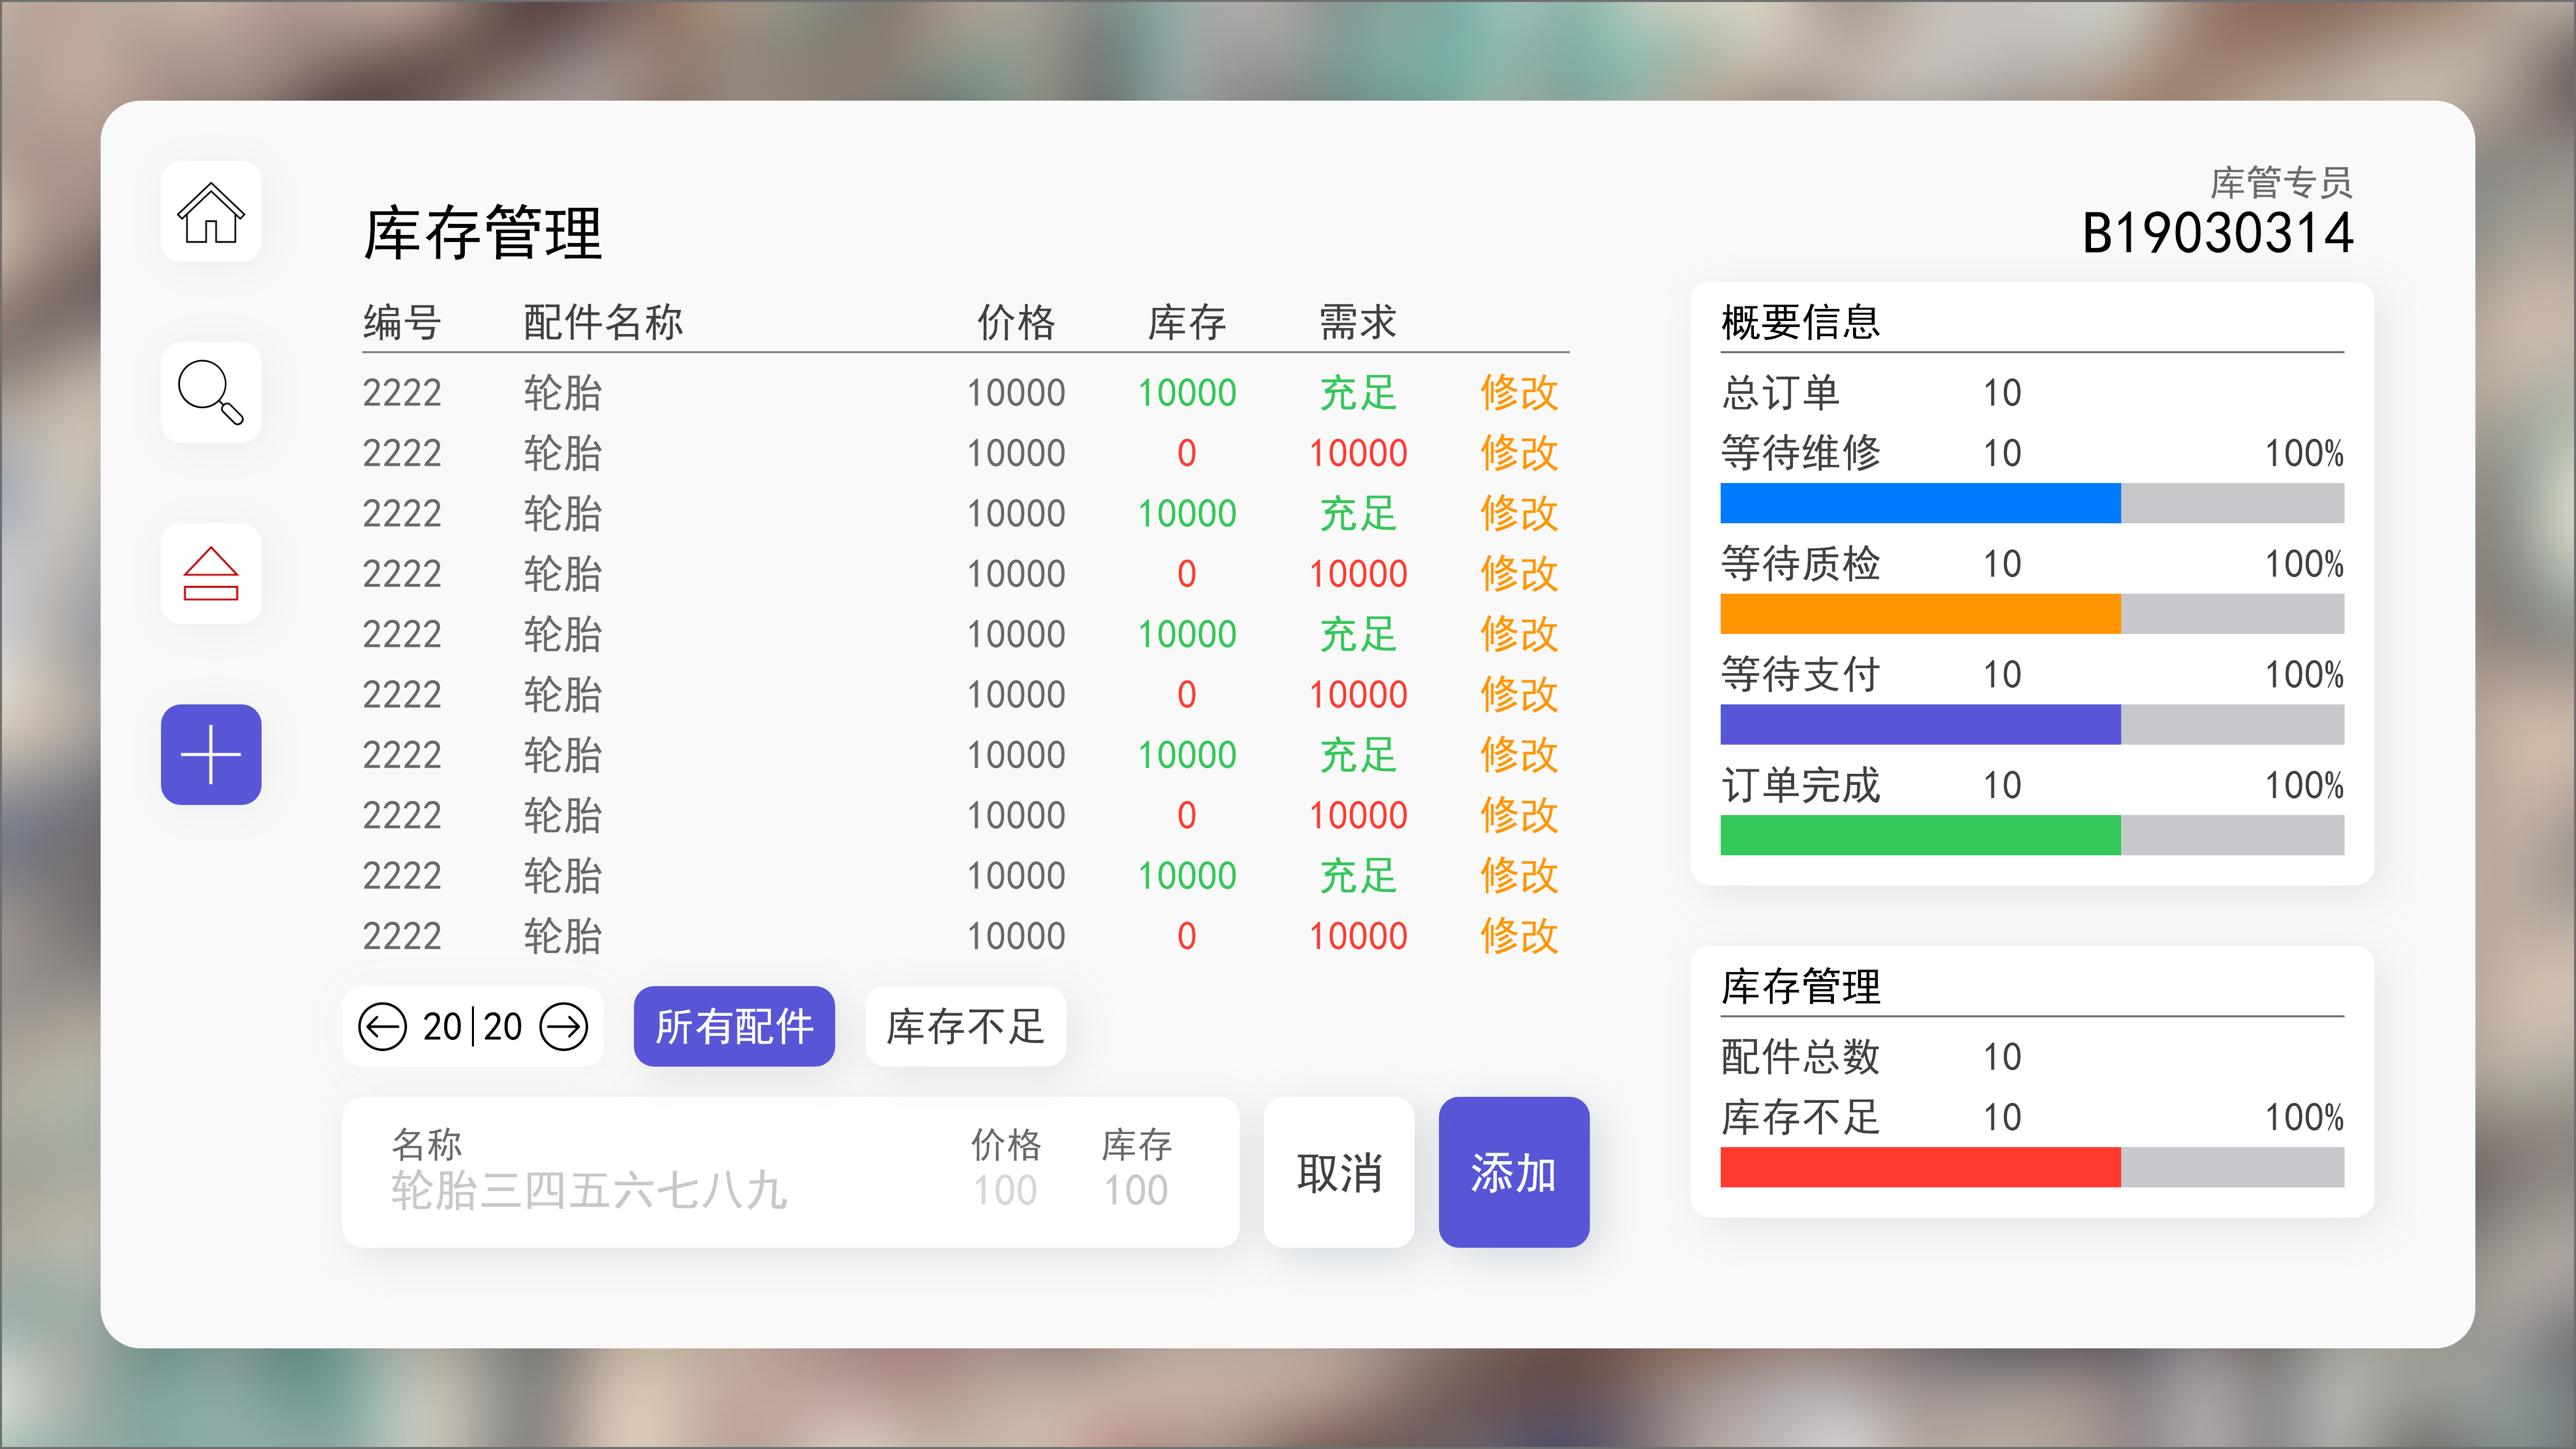 库管专员
B19030314
库存管理
编号 配件名称 价格 库存 需求
2222 轮胎 10000 10000 充足 修改
2222 轮胎 10000 0 10000 修改
2222 轮胎 10000 10000 充足 修改
2222 轮胎 10000 0 10000 修改
2222 轮胎 10000 10000 充足 修改
2222 轮胎 10000 0 10000 修改
2222 轮胎 10000 10000 充足 修改
2222 轮胎 10000 0 10000 修改
2222 轮胎 10000 10000 充足 修改
2222 轮胎 10000 0 10000 修改
20|20 所有配件 库存不足
名称 价格 库存
轮胎三四五六七八九 100 100
取消 添加
概要信息
总订单 10
等待维修 10 100%
等待质检 10 100%
等待支付 10 100%
订单完成 10 100%
库存管理
配件总数 10
库存不足 10 100%